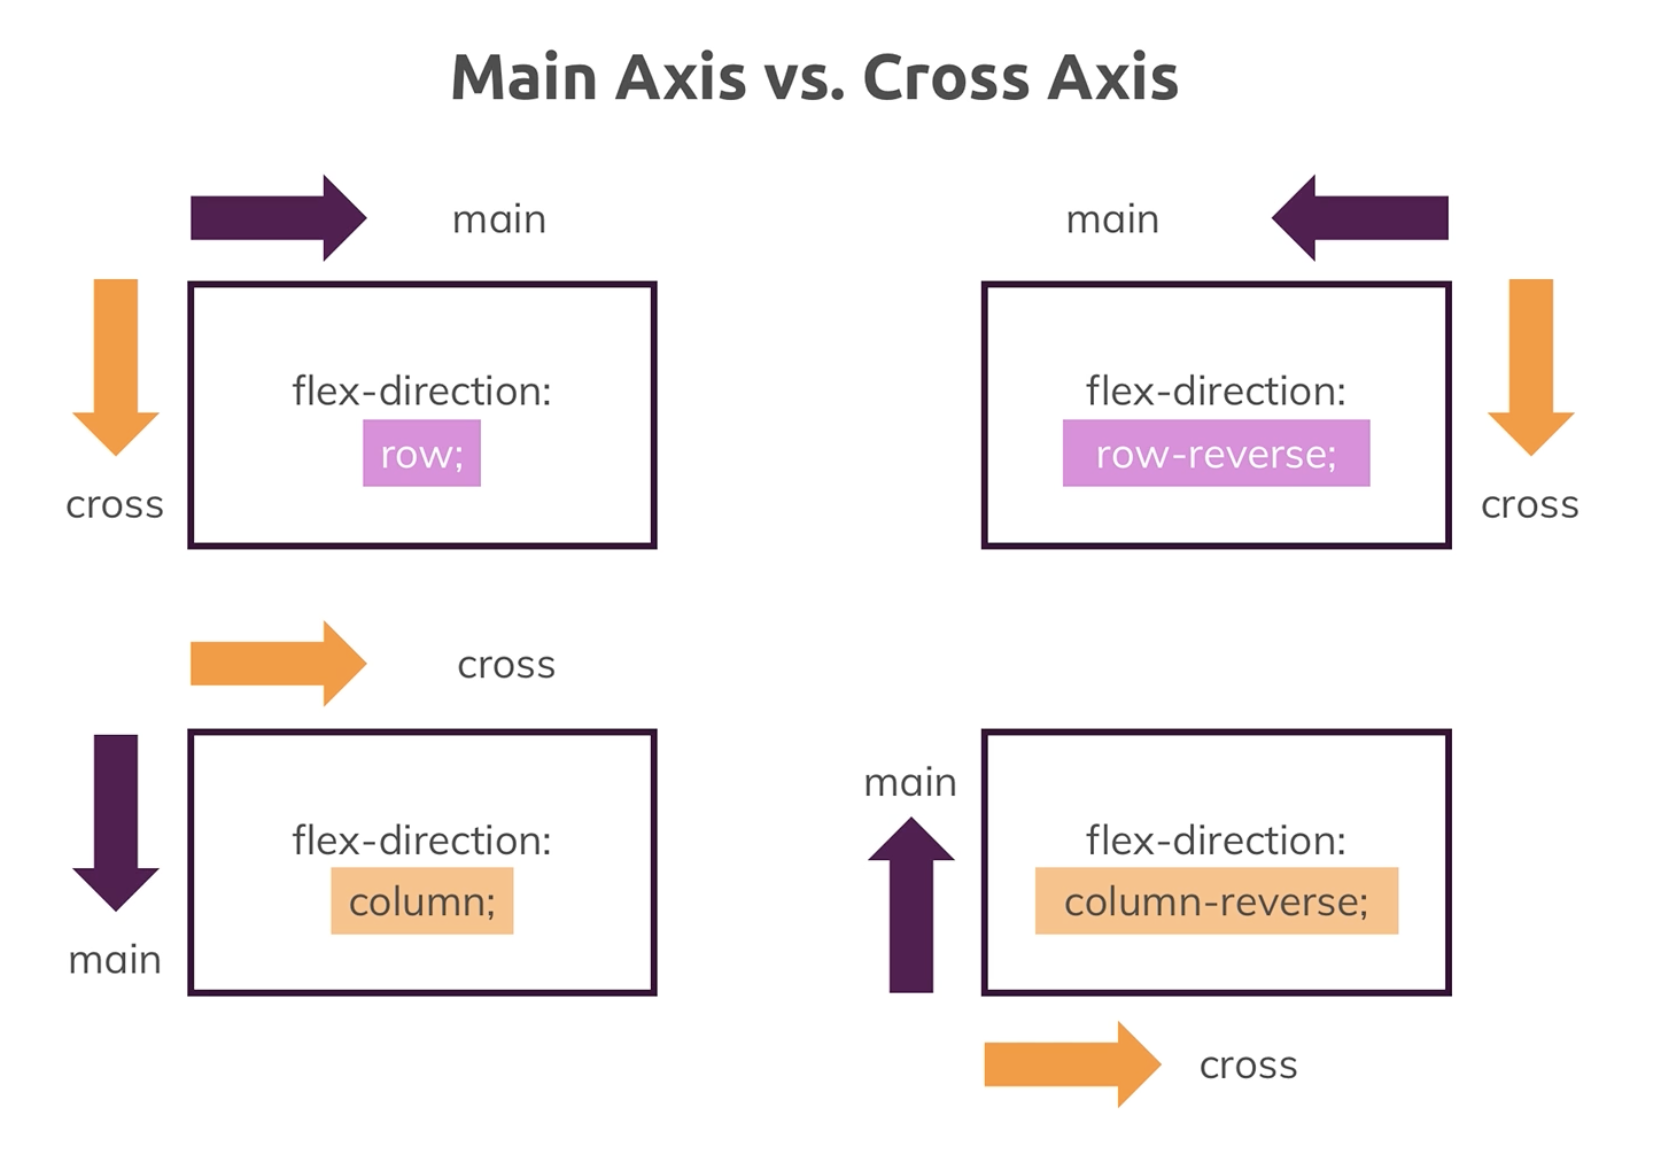 Main Axis vs. Cross Axis
main
cross
flex-direction:
row;
main
cross
flex-direction:
row-reverse;
cross
main
flex-direction:
column;
main
flex-direction:
column-reverse;
cross